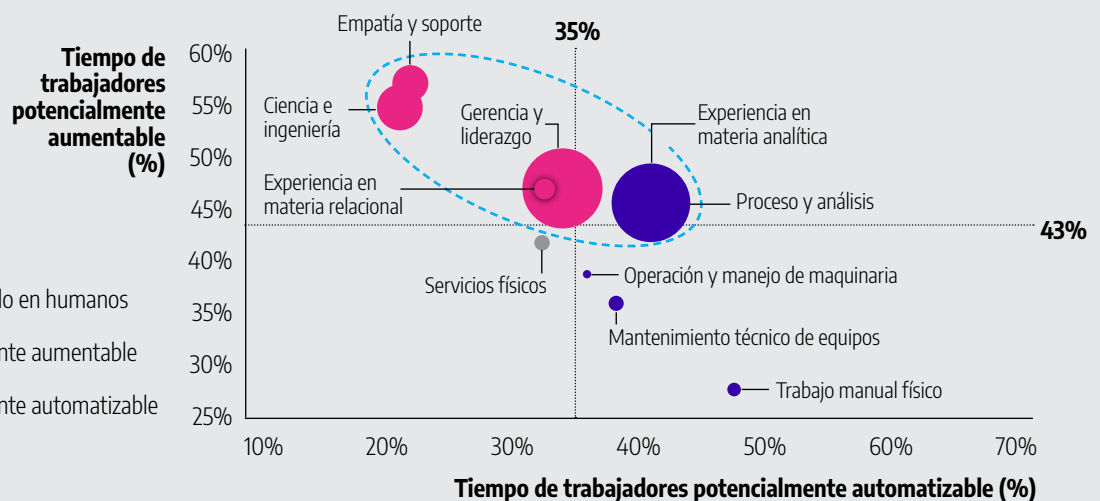 Tiempo de
trabajadores
potencialmente
aumentable
(%)
60%
55%
50%
45%
40%
35%
30%
25%
Empatía y soporte
35%
Ciencia e
ingeniería
Gerencia y
liderazgo
Experiencia en
materia analítica
Experiencia en
materia relacional
Proceso y análisis
43%
Servicios físicos
Operación y manejo de maquinaria
Mantenimiento técnico de equipos
Trabajo manual físico
lo en humanos
nte aumentable
nte automatizable
10%
20%
30%
40%
50%
60%
70%
Tiempo de trabajadores potencialmente automatizable (%)